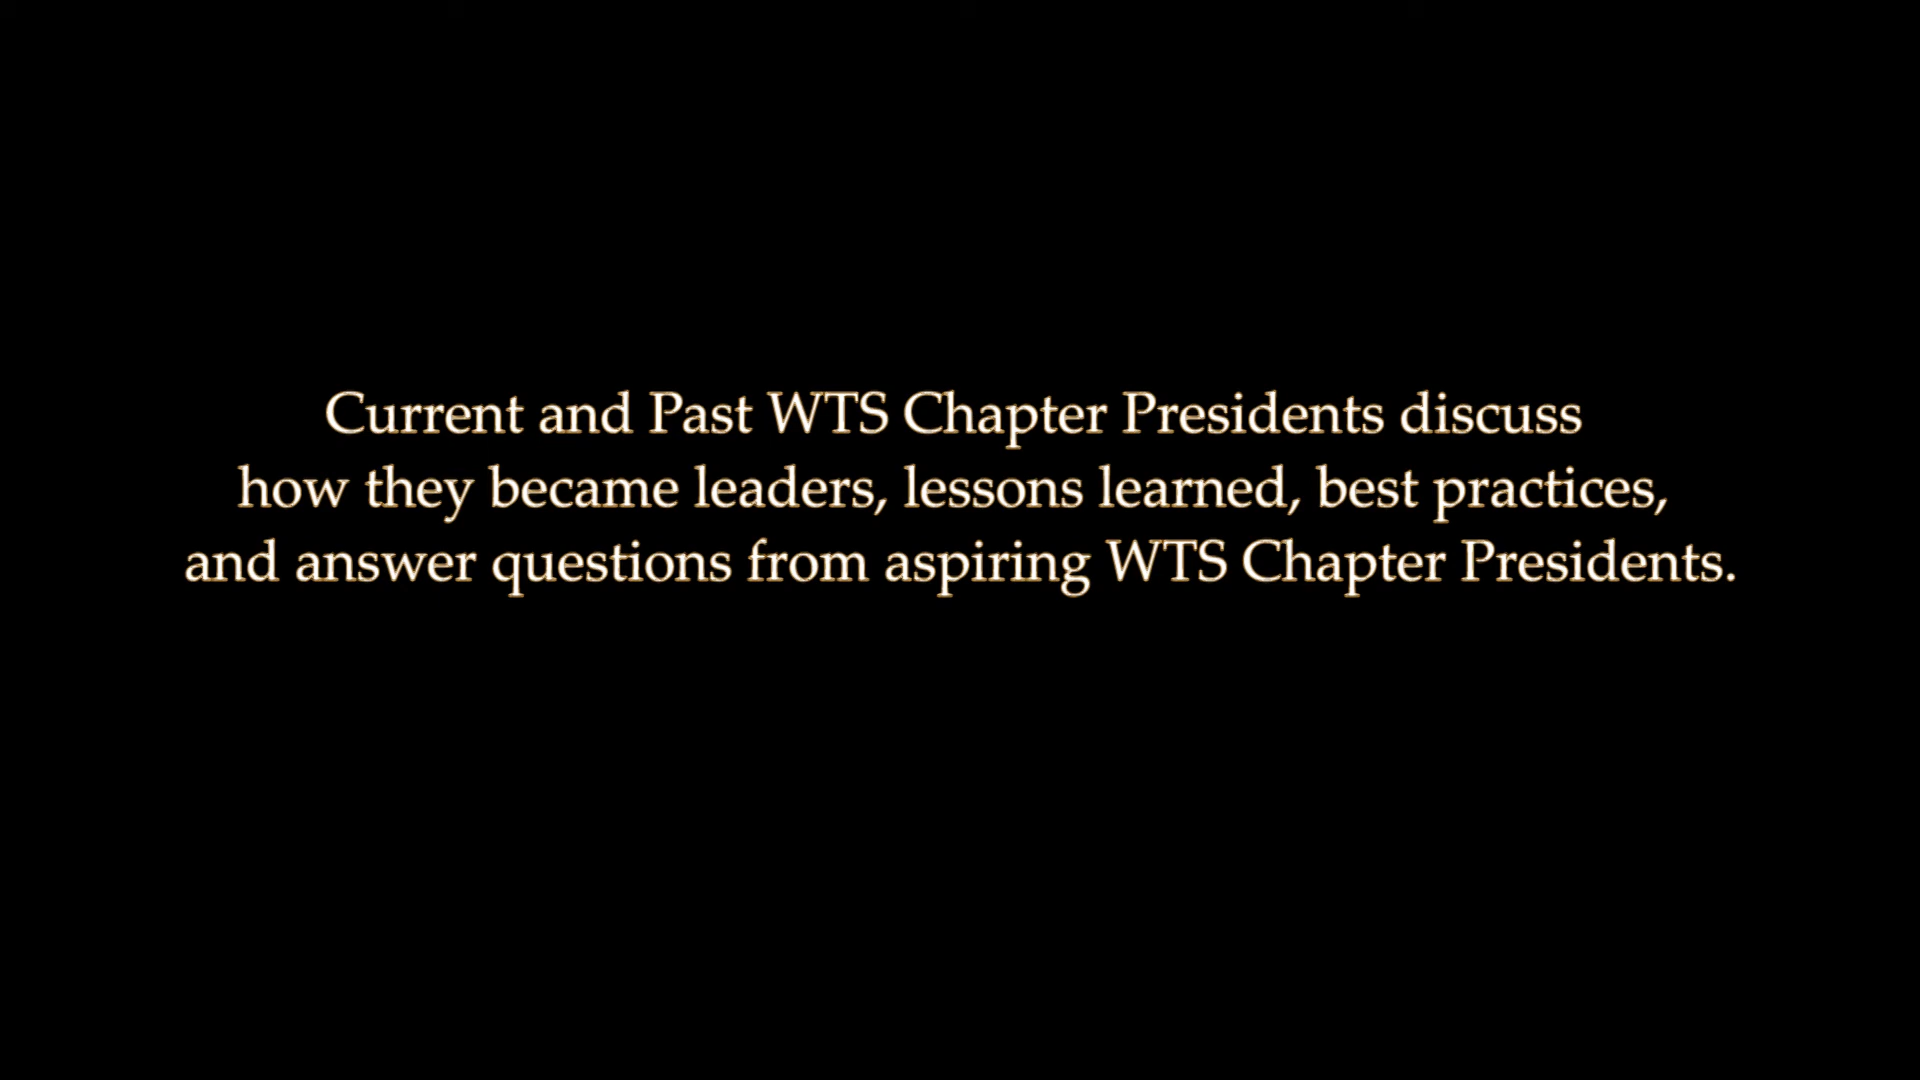 Current and Past WTS Chapter Presidents discuss
how they became leaders, lessons learned, best practices,
and answer questions from aspiring WTS Chapter Presidents.